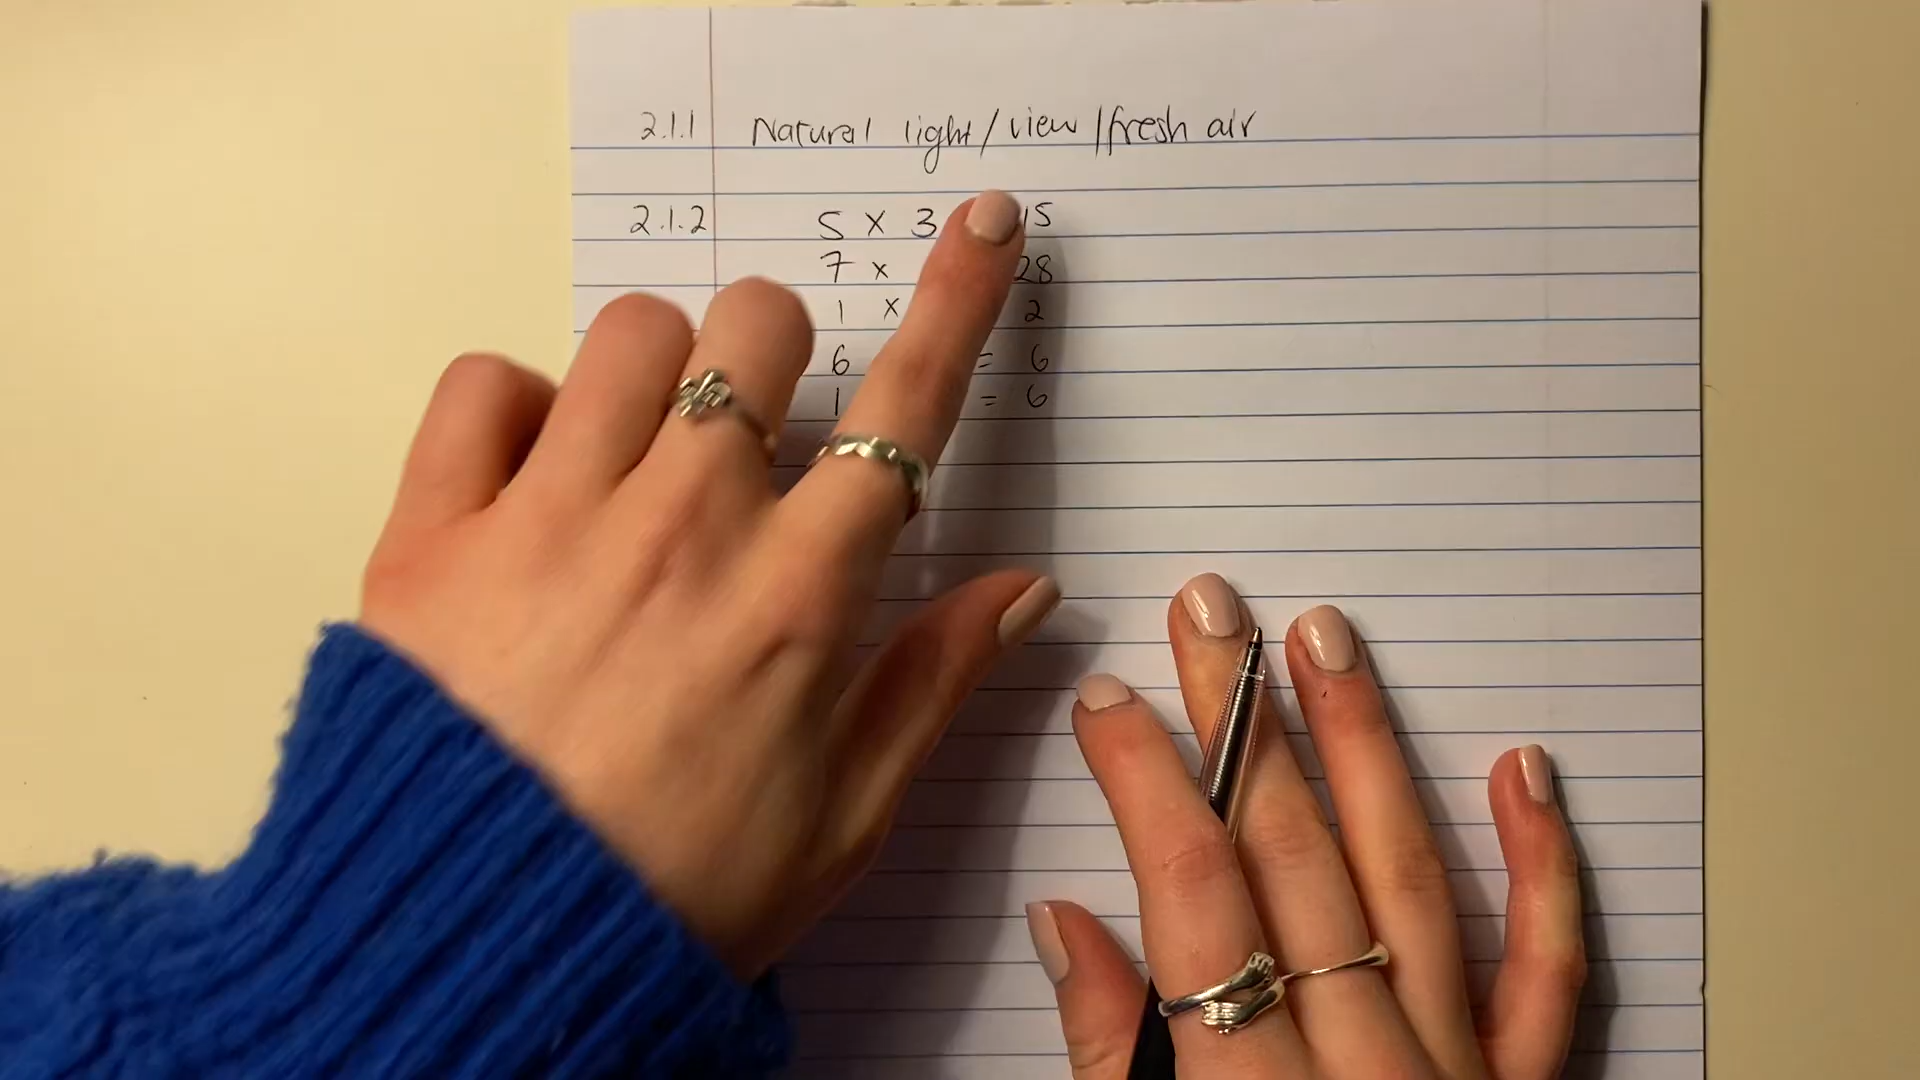 2.1.1 Natural light/view/fresh air
2.1.2 5 x 3 15
7 x 28
1 x 2
6 = 6
1 = 6